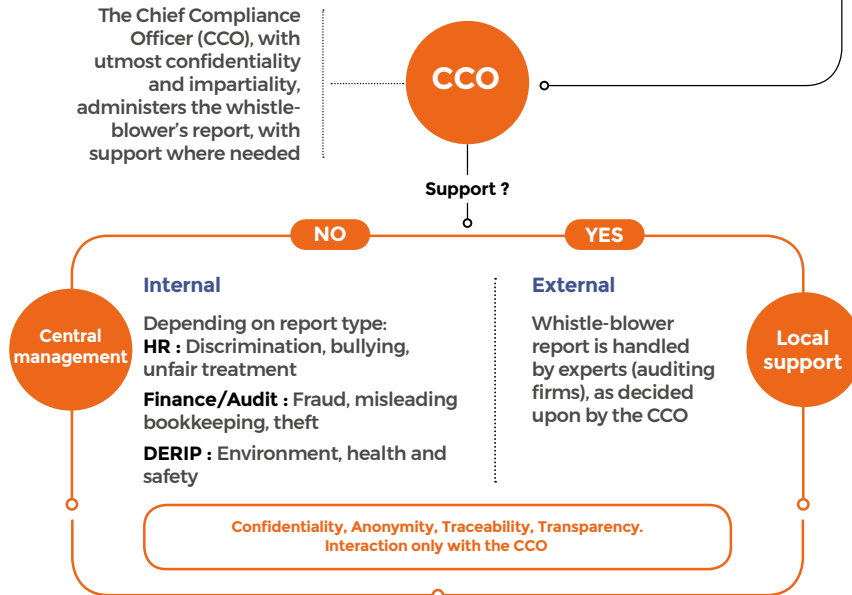 The Chief Compliance
Officer (CCO), with
utmost confidentiality
and impartiality,
administers the whistle-
blower's report, with
support where needed
CCO
Support ?
NO
YES
Central
management
Internal
Depending on report type:
HR : Discrimination, bullying,
unfair treatment
Finance/Audit : Fraud, misleading
bookkeeping, theft
DERIP : Environment, health and
safety
External
Whistle-blower
report is handled
by experts (auditing
firms), as decided
upon by the CCO
Local
support
Confidentiality, Anonymity, Traceability, Transparency.
Interaction only with the CCO